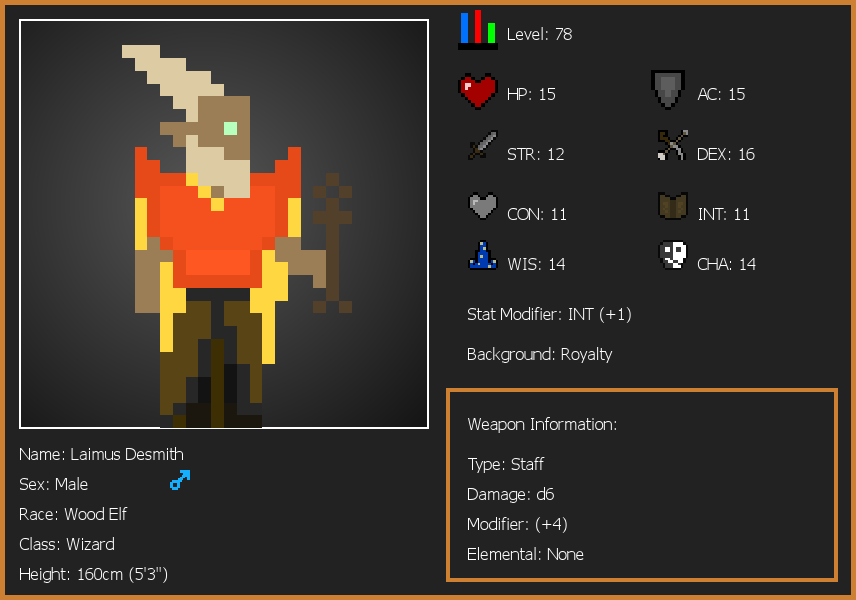 Level: 78
HP: 15
AC: 15
STR: 12
DEX: 16
CON: 11
INT: 11
WIS: 14
CHA: 14
Stat Modifier: INT (+1)
Background: Royalty
Weapon Information:
Type: Staff
Damage: d6
Modifier: (+4)
Elemental: None
Name: Laimus Desmith
Sex: Male
Race: Wood Elf
Class: Wizard
Height: 160cm (5'3")